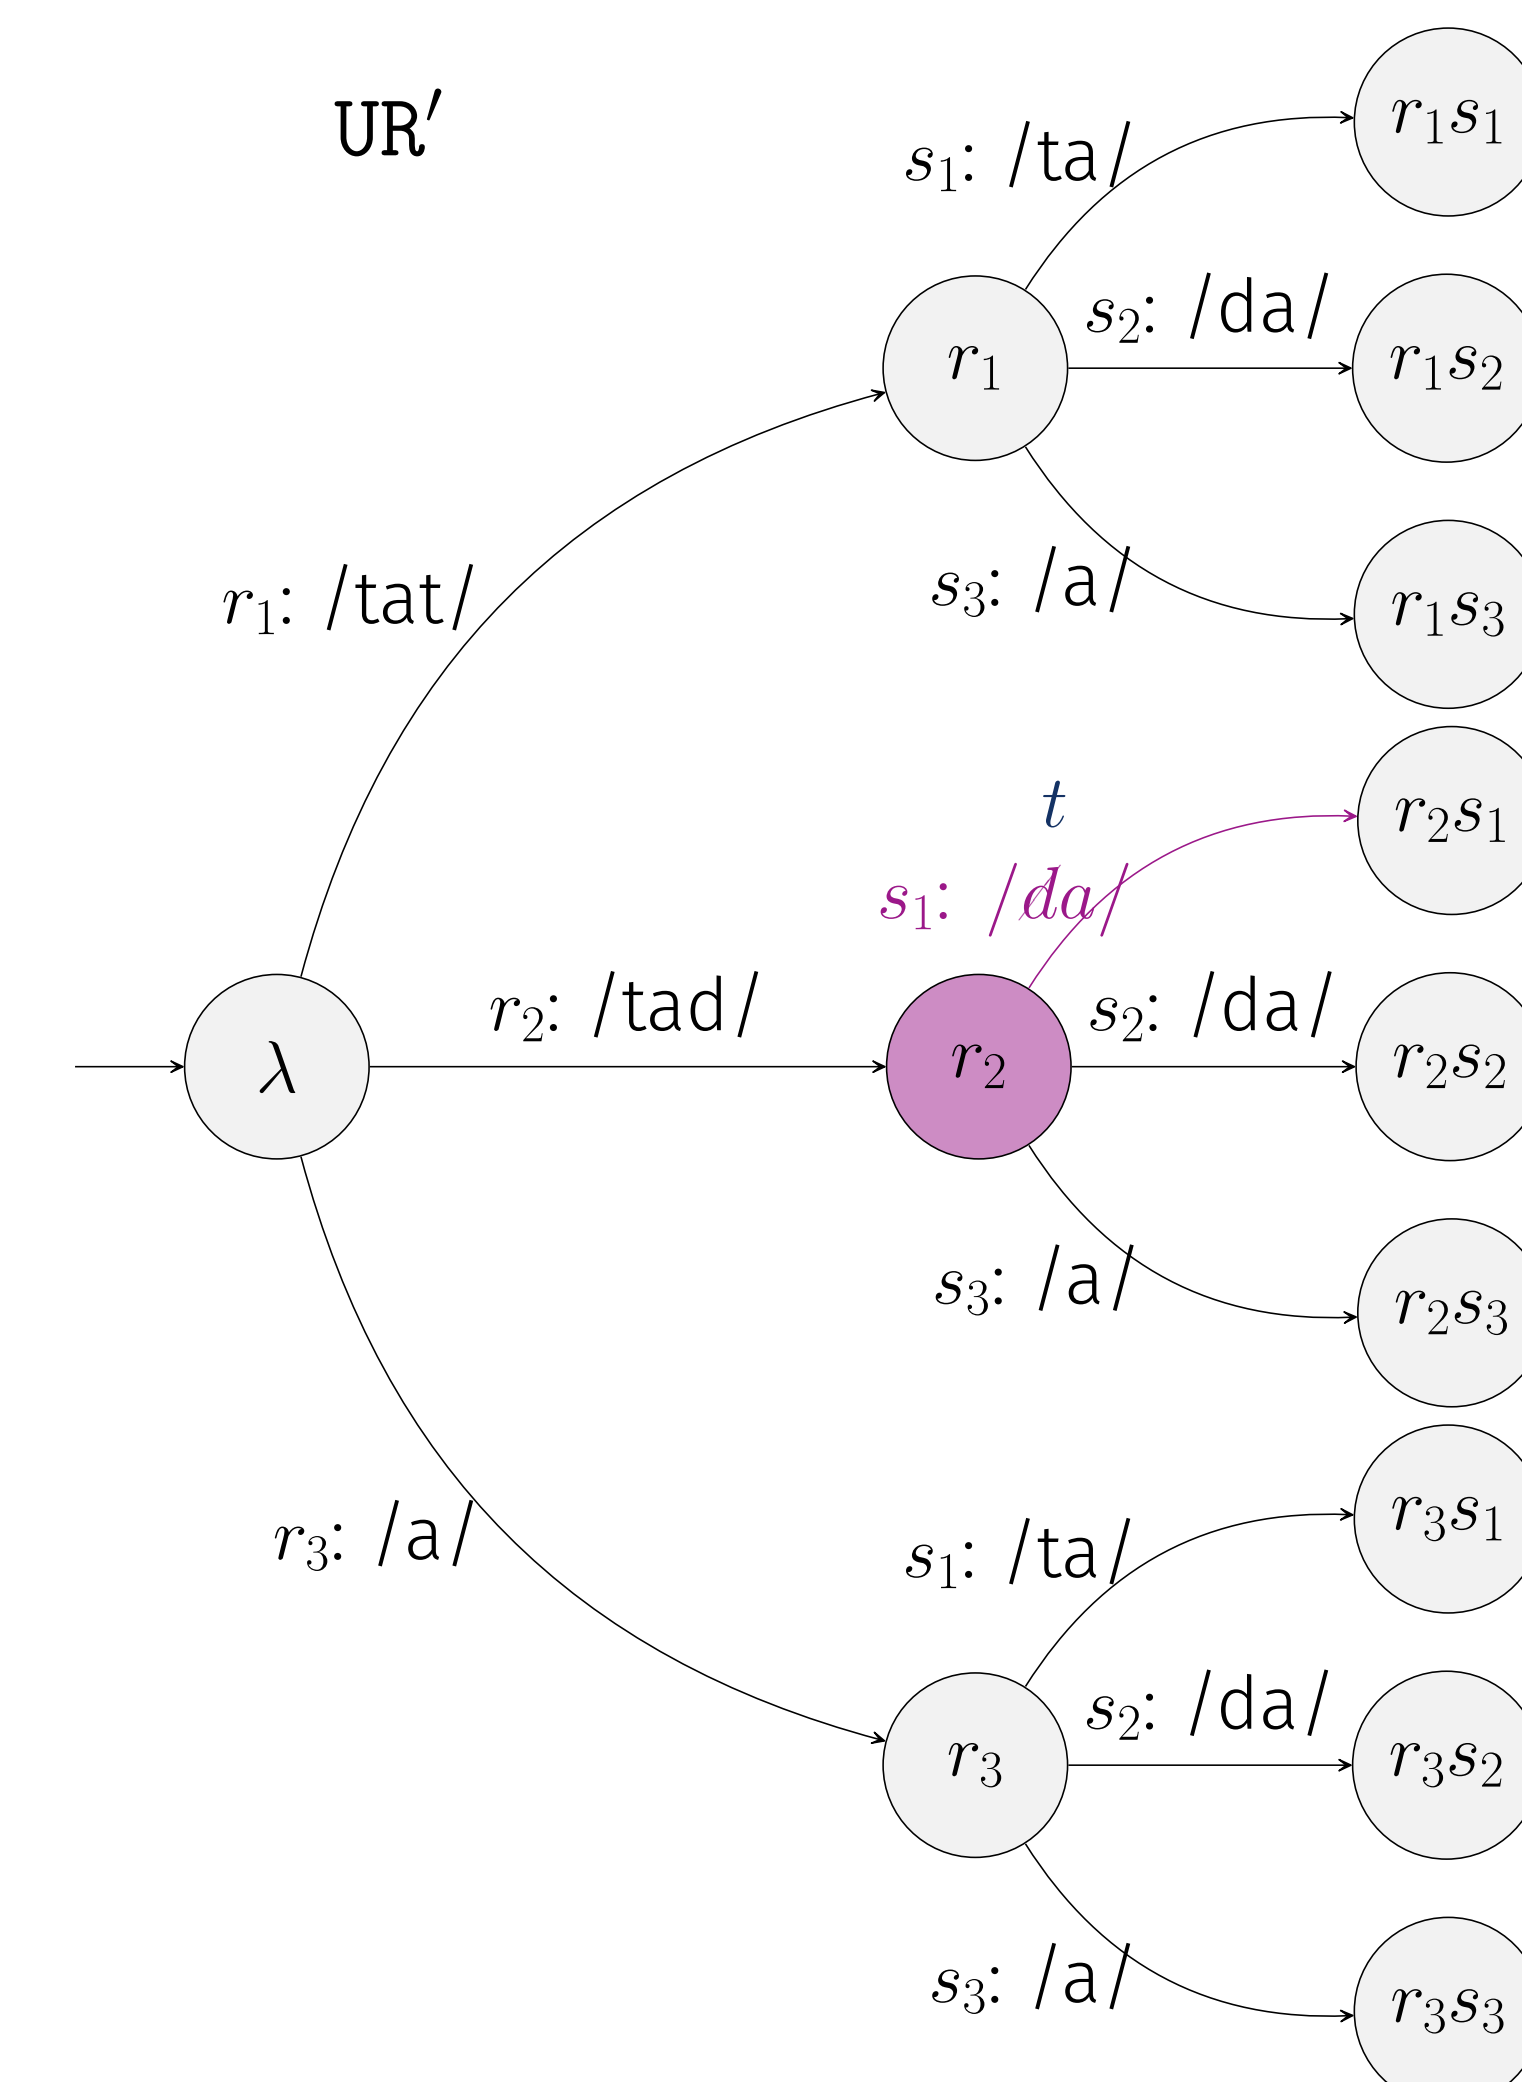 UR′
r₁s₁
s₁: /ta/
s₂: /da/
r₁
r₁s₂
s₃: /a/
r₁: /tat/
r₁s₃
t
r₂s₁
s₁: /da/
r₂: /tad/
s₂: /da/
λ
r₂
r₂s₂
s₃: /a/
r₂s₃
r₃: /a/
s₁: /ta/
r₃s₁
s₂: /da/
r₃
r₃s₂
s₃: /a/
r₃s₃